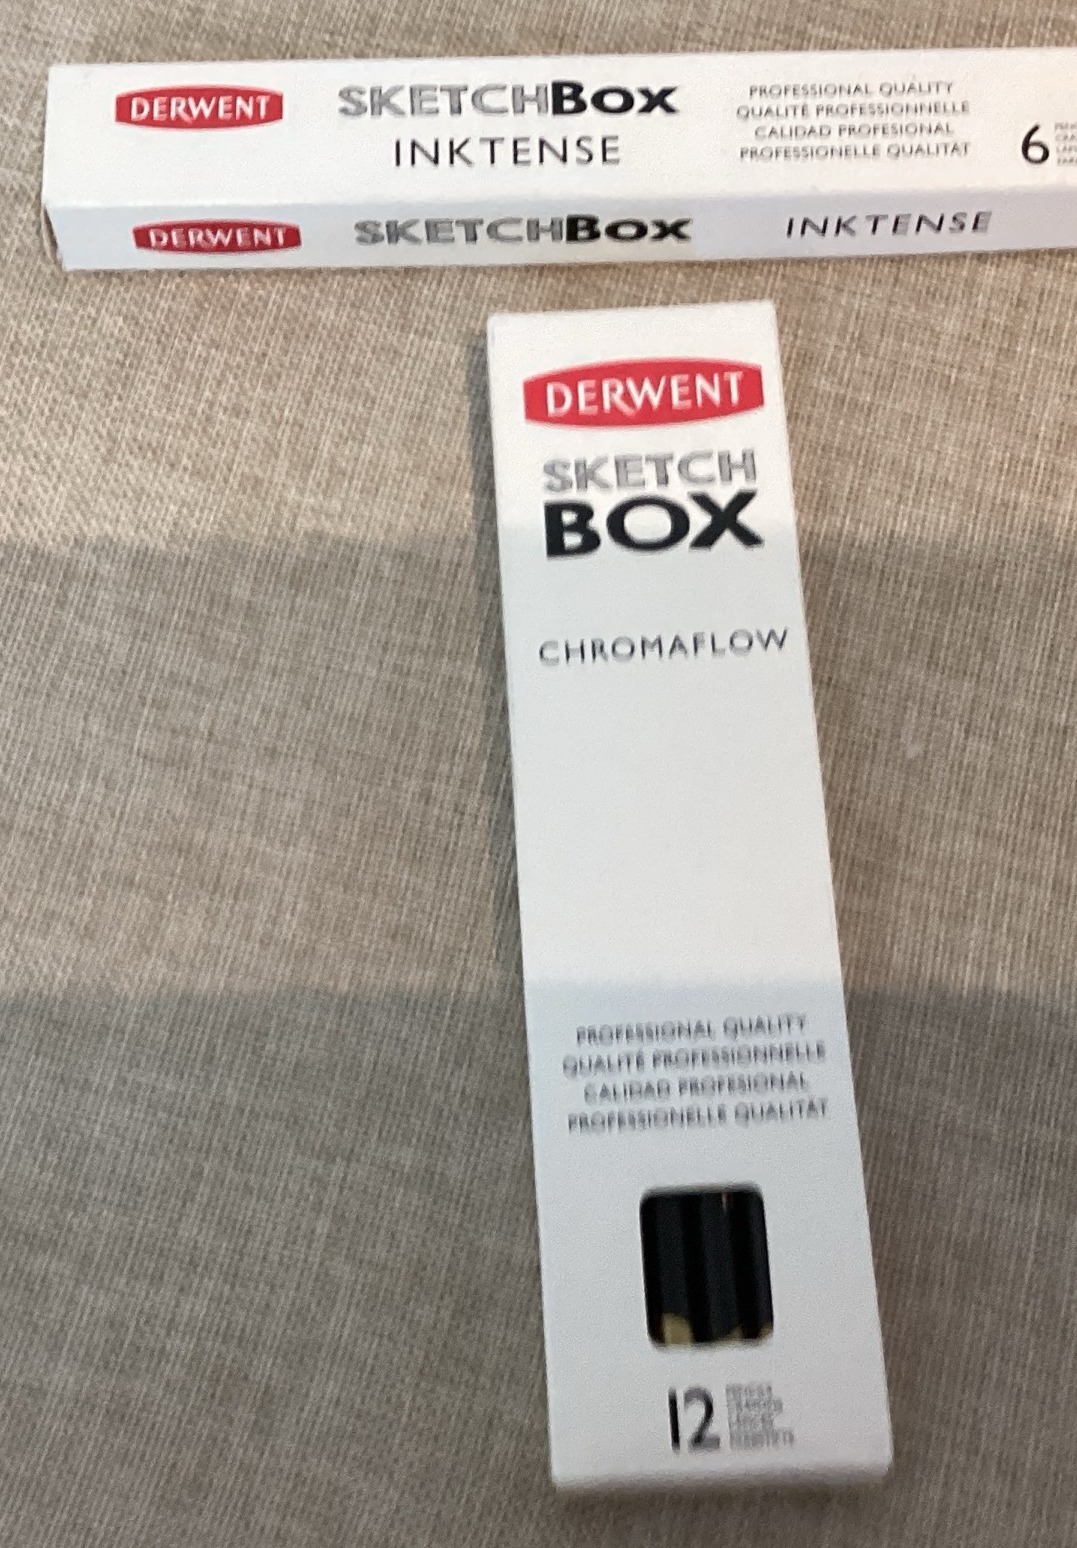 DERWENT
SKETCHBOX
INKTENSE
PROFESSIONAL QUALITY
QUALITÉ PROFESSIONNELLE
CALIDAD PROFESIONAL
PROFESSIONELLE QUALITÄT
6
DERWENT SKETCHBOX INKTENSE
DERWENT
SKETCH
BOX
CHROMAFLOW
PROFESSIONAL QUALITY
QUALITÉ PROFESSIONNELLE
CALIDAD PROFESIONAL
PROFESSIONELLE QUALITÄT
12